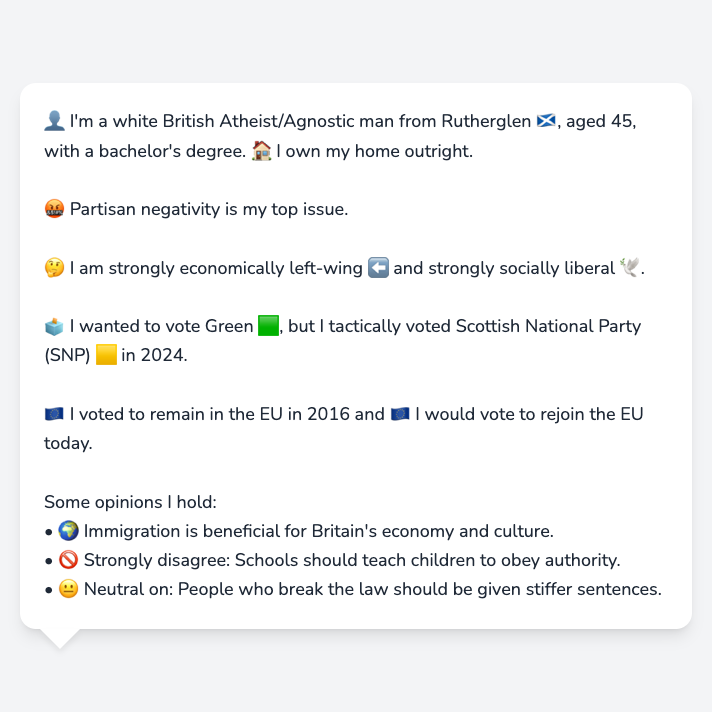 👤 I'm a white British Atheist/Agnostic man from Rutherglen 🏴󠁧󠁢󠁳󠁣󠁴󠁿, aged 45,
with a bachelor's degree. 🏠 I own my home outright.
🤬 Partisan negativity is my top issue.
🤔 I am strongly economically left-wing ⬅️ and strongly socially liberal 🕊️.
🗳️ I wanted to vote Green 🟩, but I tactically voted Scottish National Party
(SNP) 🟨 in 2024.
🇪🇺 I voted to remain in the EU in 2016 and 🇪🇺 I would vote to rejoin the EU
today.
Some opinions I hold:
• 🌍 Immigration is beneficial for Britain's economy and culture.
• 🚫 Strongly disagree: Schools should teach children to obey authority.
• 😐 Neutral on: People who break the law should be given stiffer sentences.